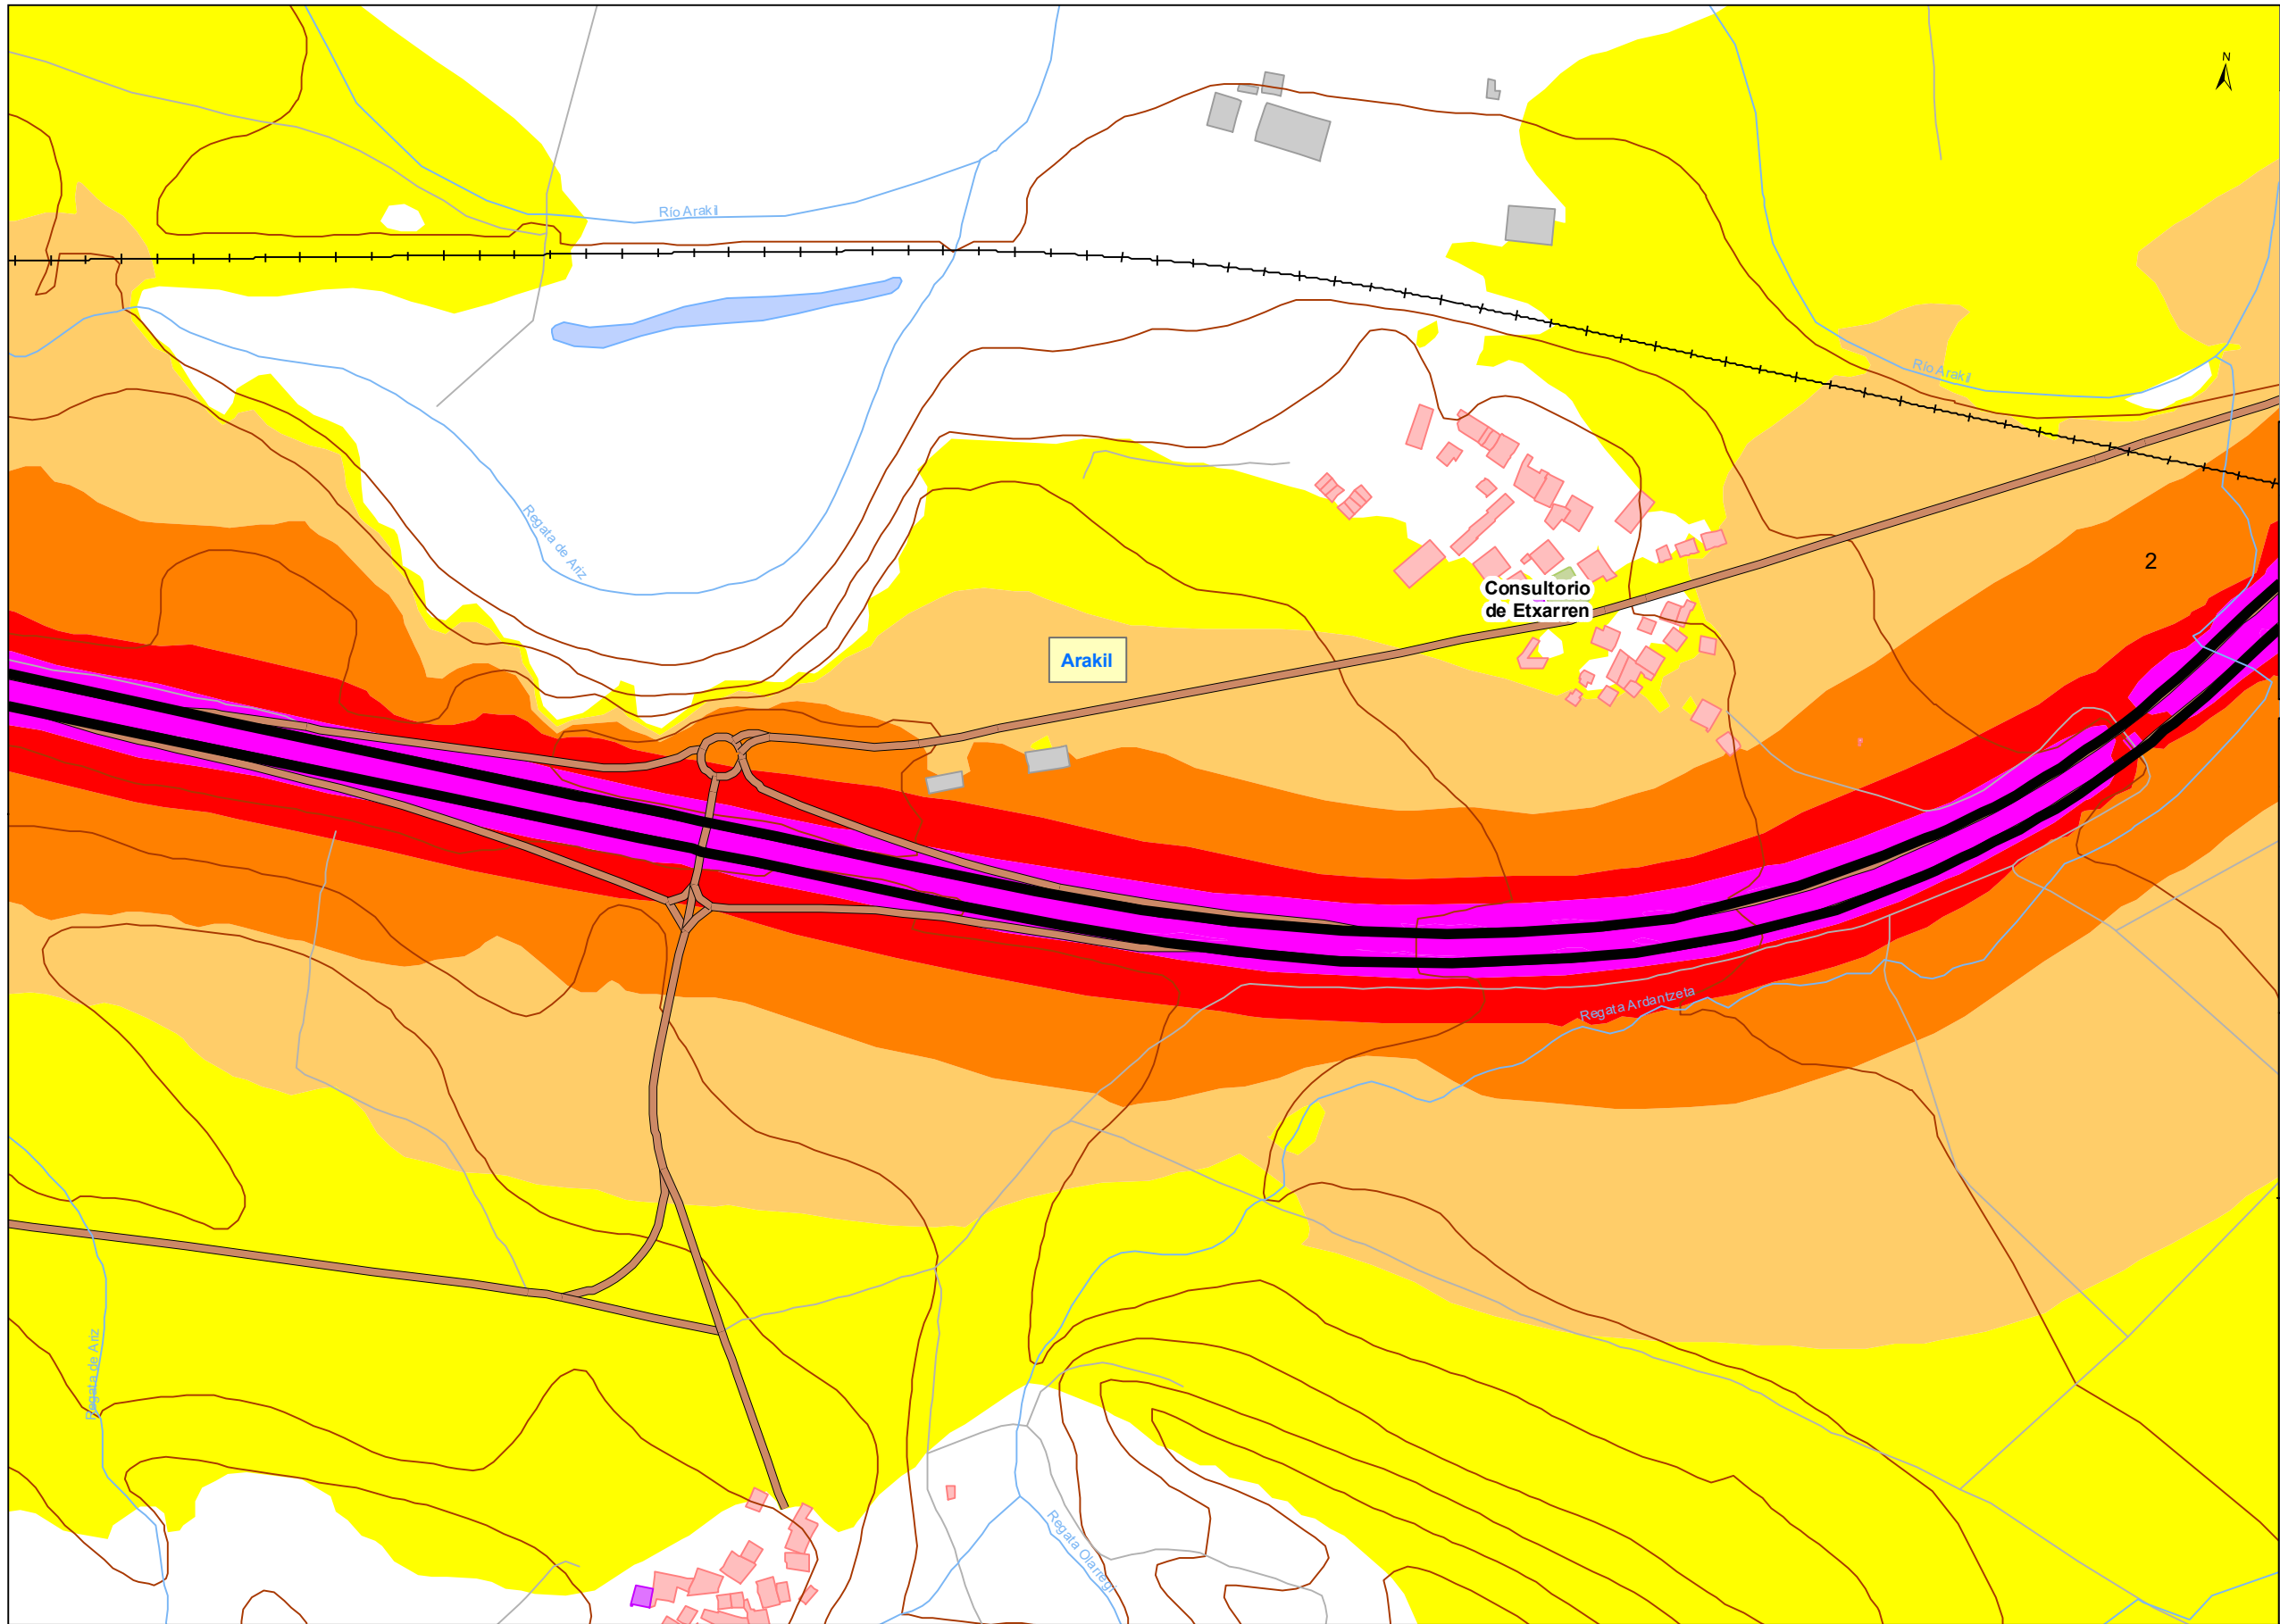 N
Río Arakil
Río Arakil
Regata de Ariz
2
Consultorio
de Etxarren
Arakil
Regata Ardantzeta
Regata de Ariz
Regata Olarregi